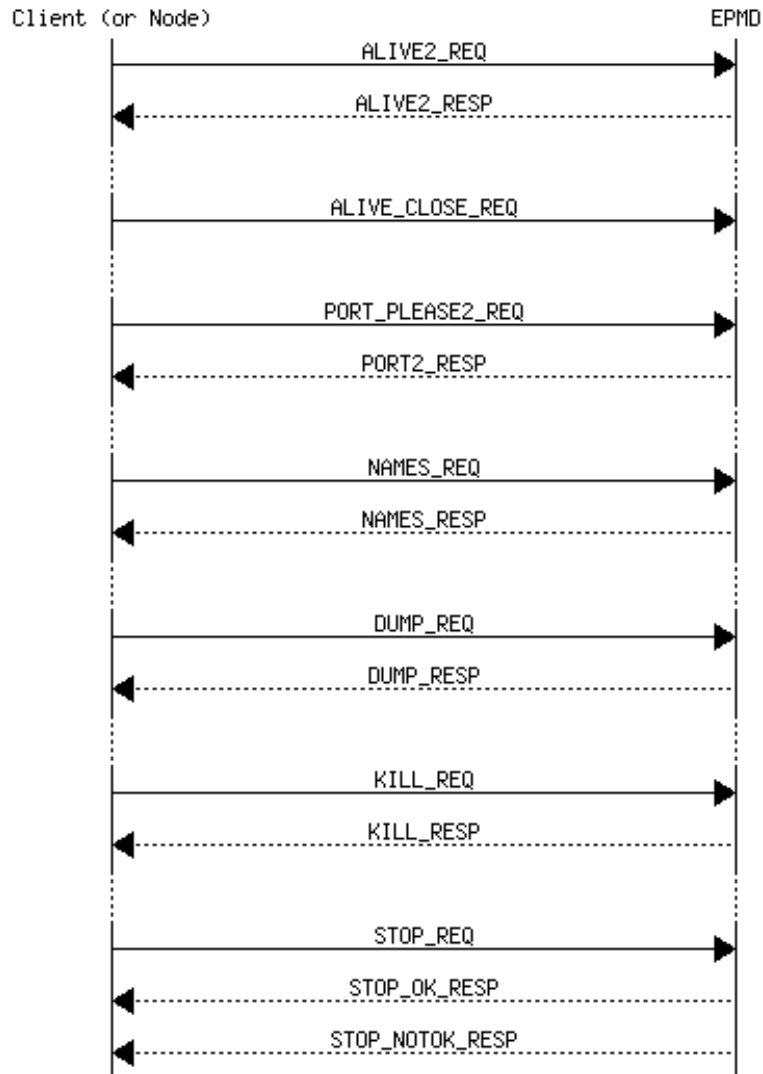 Client (or Node) EPMD
ALIVE2_REQ
ALIVE2_RESP
ALIVE_CLOSE_REQ
PORT_PLEASE2_REQ
PORT2_RESP
NAMES_REQ
NAMES_RESP
DUMP_REQ
DUMP_RESP
KILL_REQ
KILL_RESP
STOP_REQ
STOP_OK_RESP
STOP_NOTOK_RESP